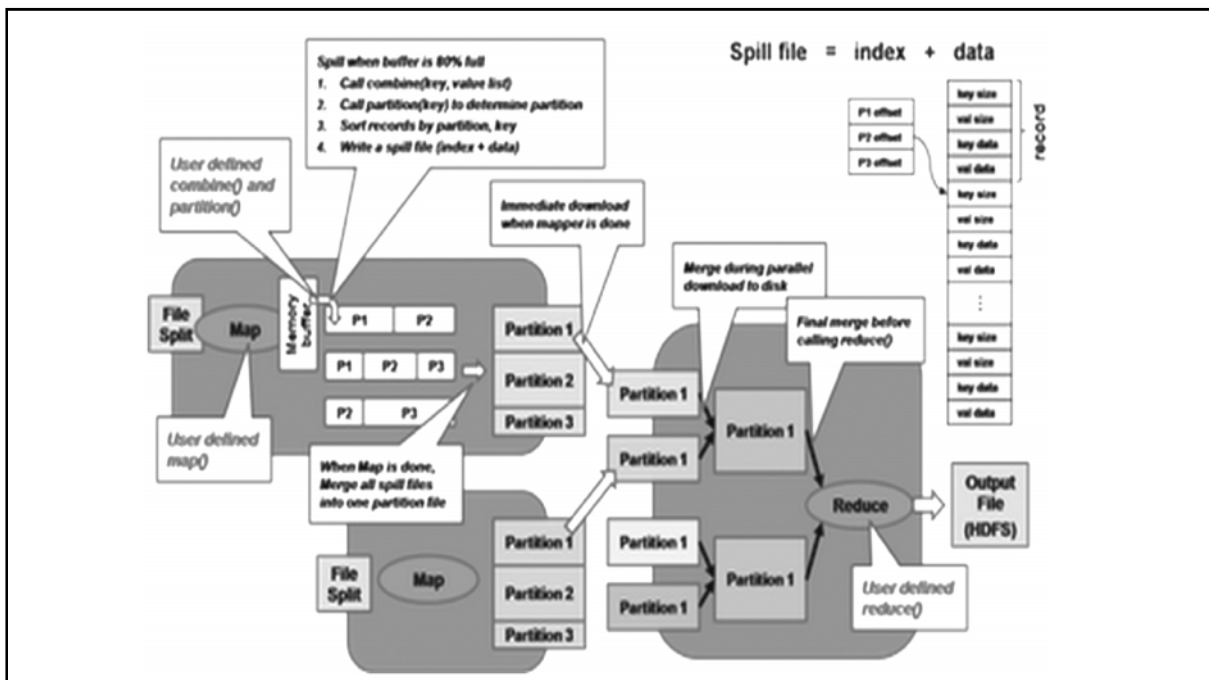 Spill when buffer is 80% full
1. Call combine(key, value list)
2. Call partition(key) to determine partition
3. Sort records by partition, key
4. Write a spill file (index + data)
Spill file = index + data
P1 offset
P2 offset
P3 offset
key size
val size
key data
val data
key size
val size
key data
val data
⋮
key size
val size
key data
val data
record
User defined
combine() and
partition()
Immediate download
when mapper is done
Merge during parallel
download to disk
Final merge before
calling reduce()
File
Split
Map
Memory
buffer
P1 P2
P1 P2 P3
P2 P3
Partition 1
Partition 2
Partition 3
User defined
map()
When Map is done,
Merge all spill files
into one partition file
File
Split
Map
Partition 1
Partition 2
Partition 3
Partition 1
Partition 1
Partition 1
Partition 1
Partition 1
Partition 1
Reduce
Output
File
(HDFS)
User defined
reduce()